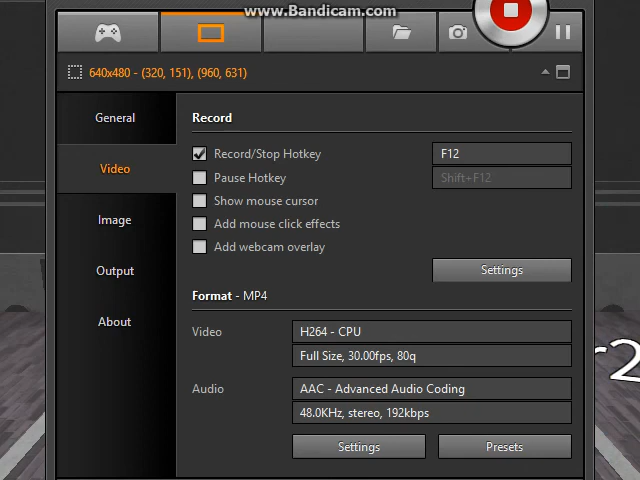 www.Bandicam.com
640x480 - (320, 151), (960, 631)
General
Video
Image
Output
About
Record
Record/Stop Hotkey
F12
Pause Hotkey
Shift+F12
Show mouse cursor
Add mouse click effects
Add webcam overlay
Settings
Format - MP4
Video
H264 - CPU
Full Size, 30.00fps, 80q
Audio
AAC - Advanced Audio Coding
48.0KHz, stereo, 192kbps
Settings
Presets